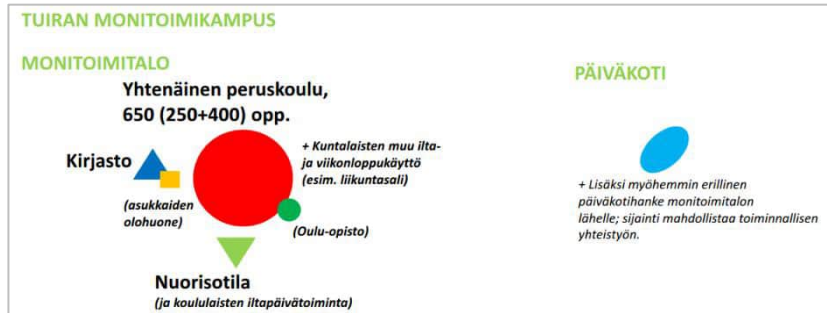 TUIRAN MONITOIMIKAMPUS
MONITOIMITALO
Yhtenäinen peruskoulu,
650 (250+400) opp.
Kirjasto
(asukkaiden
olohuone)
+ Kuntalaisten muu ilta-
ja viikonloppukäyttö
(esim. liikuntasali)
(Oulu-opisto)
Nuorisotila
(ja koululaisten iltapäivätoiminta)
PÄIVÄKOTI
+ Lisäksi myöhemmin erillinen
päiväkotihanke monitoimitalon
lähelle; sijainti mahdollistaa toiminnallisen
yhteistyön.